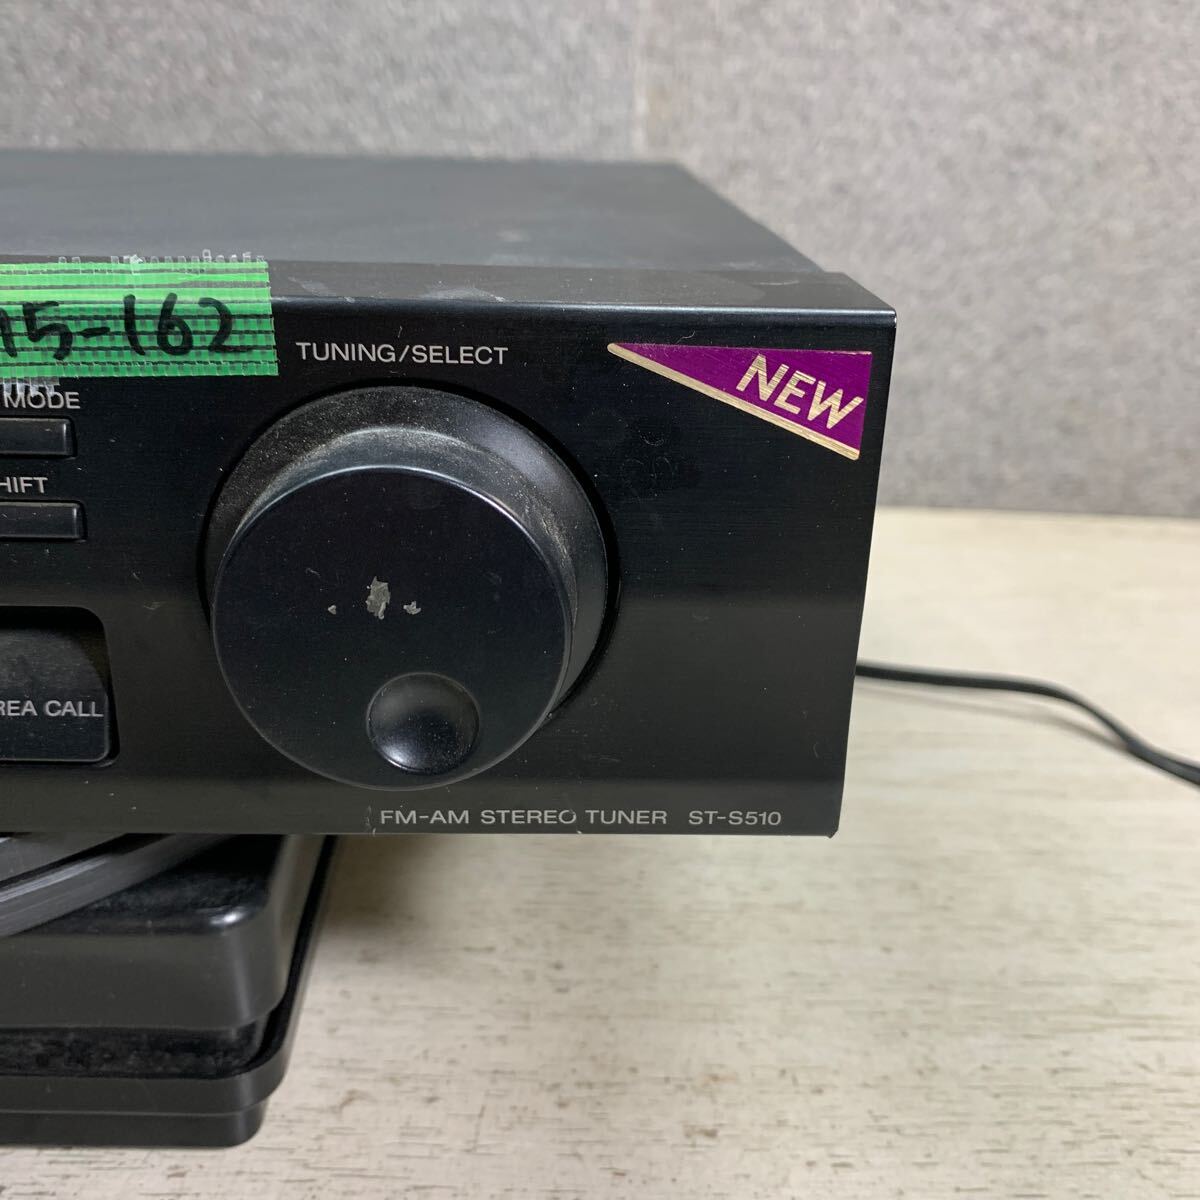 15-162
TUNING/SELECT
NEW
MODE
HIFT
REA CALL
FM-AM STEREO TUNER ST-S510